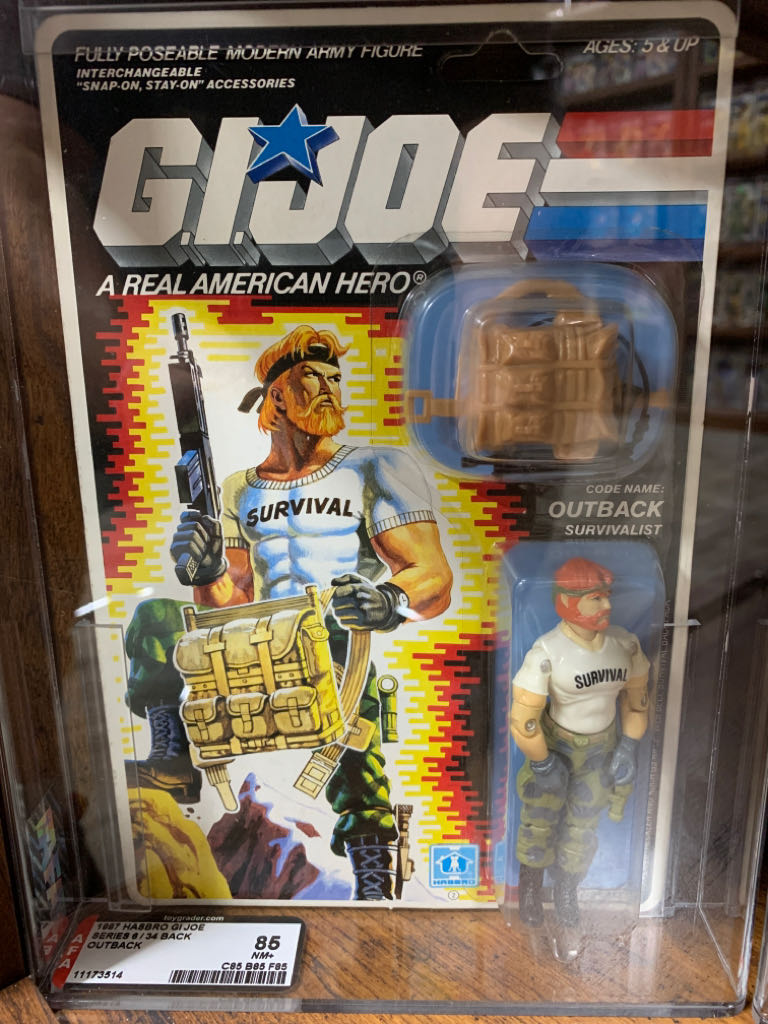 FULLY POSEABLE MODERN ARMY FIGURE
AGES: 5 & UP
INTERCHANGEABLE
"SNAP-ON, STAY-ON" ACCESSORIES
GI JOE
A REAL AMERICAN HERO®
SURVIVAL
CODE NAME:
OUTBACK
SURVIVALIST
SURVIVAL
HASBRO
2
toygrader.com
AFA
1987 HASBRO GI JOE
SERIES 6 / 34 BACK
OUTBACK
85
NM+
C85 B85 F85
11173514